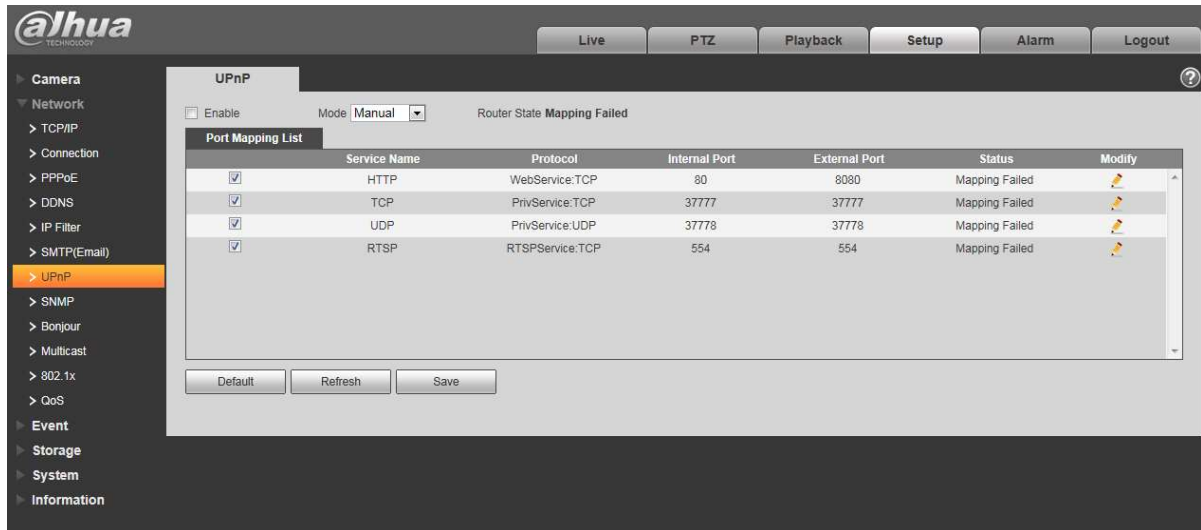 alhua
TECHNOLOGY
Live PTZ Playback Setup Alarm Logout
Camera
Network
> TCP/IP
> Connection
> PPPoE
> DDNS
> IP Filter
> SMTP(Email)
> UPnP
> SNMP
> Bonjour
> Multicast
> 802.1x
> QoS
Event
Storage
System
Information
UPnP ?
Enable Mode Manual Router State Mapping Failed
Port Mapping List
Service Name Protocol Internal Port External Port Status Modify
HTTP WebService:TCP 80 8080 Mapping Failed
TCP PrivService:TCP 37777 37777 Mapping Failed
UDP PrivService:UDP 37778 37778 Mapping Failed
RTSP RTSPService:TCP 554 554 Mapping Failed
Default Refresh Save